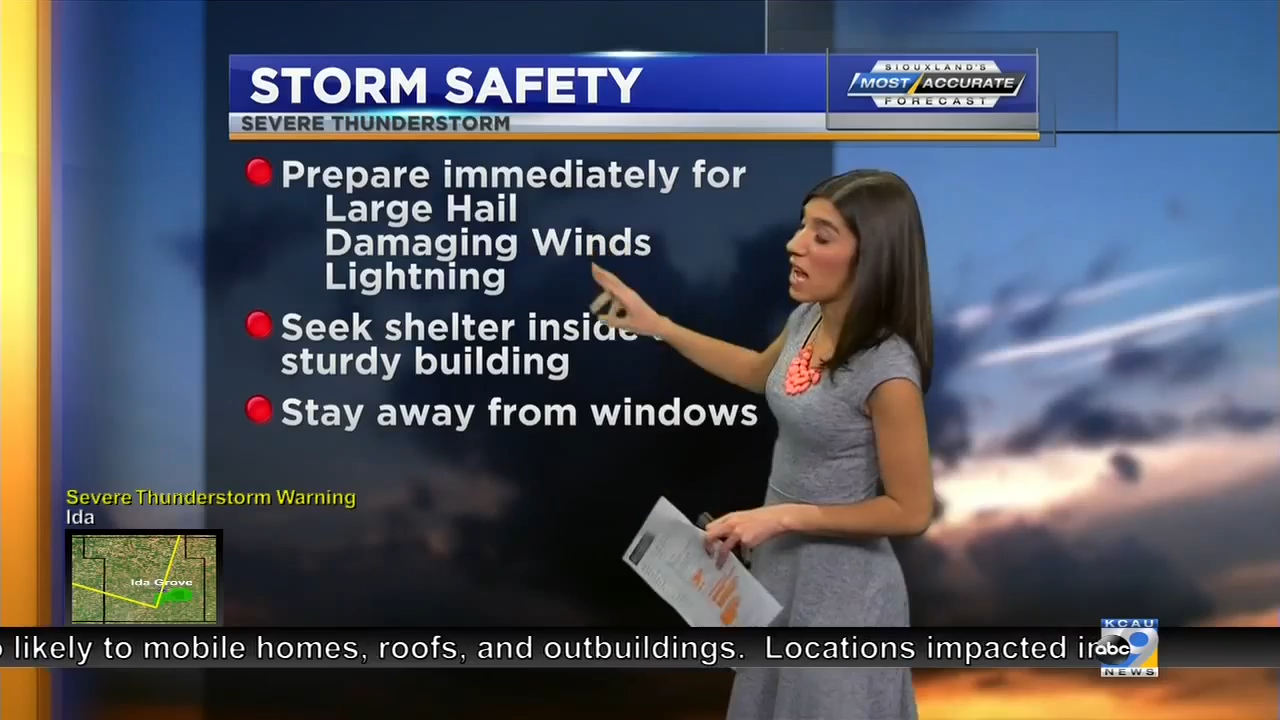 STORM SAFETY
SIOUXLAND'S
MOST ACCURATE
FORECAST
SEVERE THUNDERSTORM
Prepare immediately for
Large Hail
Damaging Winds
Lightning
Seek shelter inside
sturdy building
Stay away from windows
Severe Thunderstorm Warning
Ida
Ida Grove
likely to mobile homes, roofs, and outbuildings. Locations impacted
KCAU
abc 9
NEWS